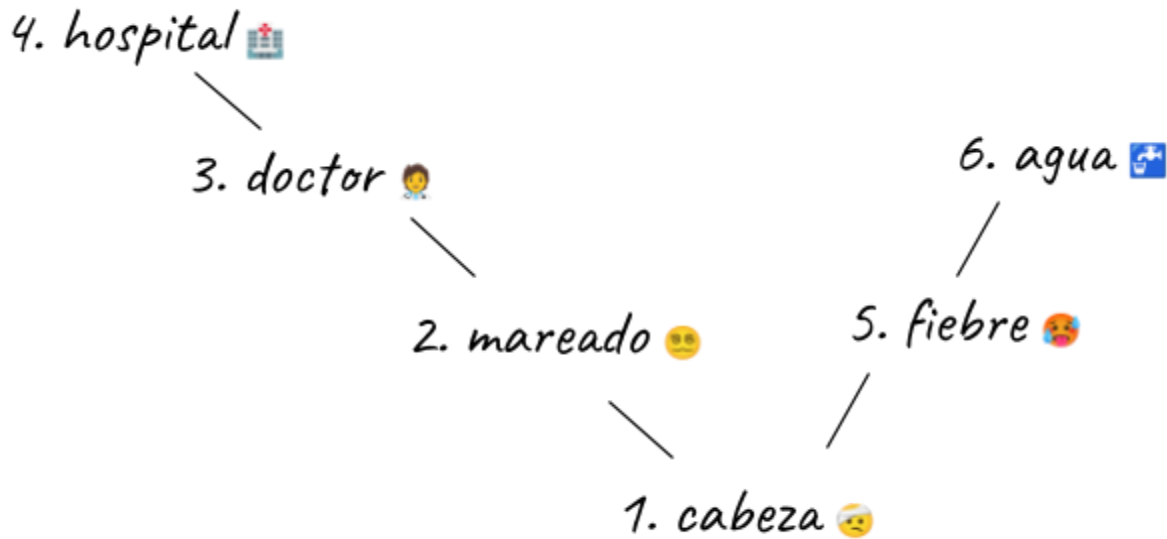 4. hospital 🏥
3. doctor 🧑‍⚕️
6. agua 🚰
2. mareado 😵‍💫
5. fiebre 🥵
1. cabeza 🤕